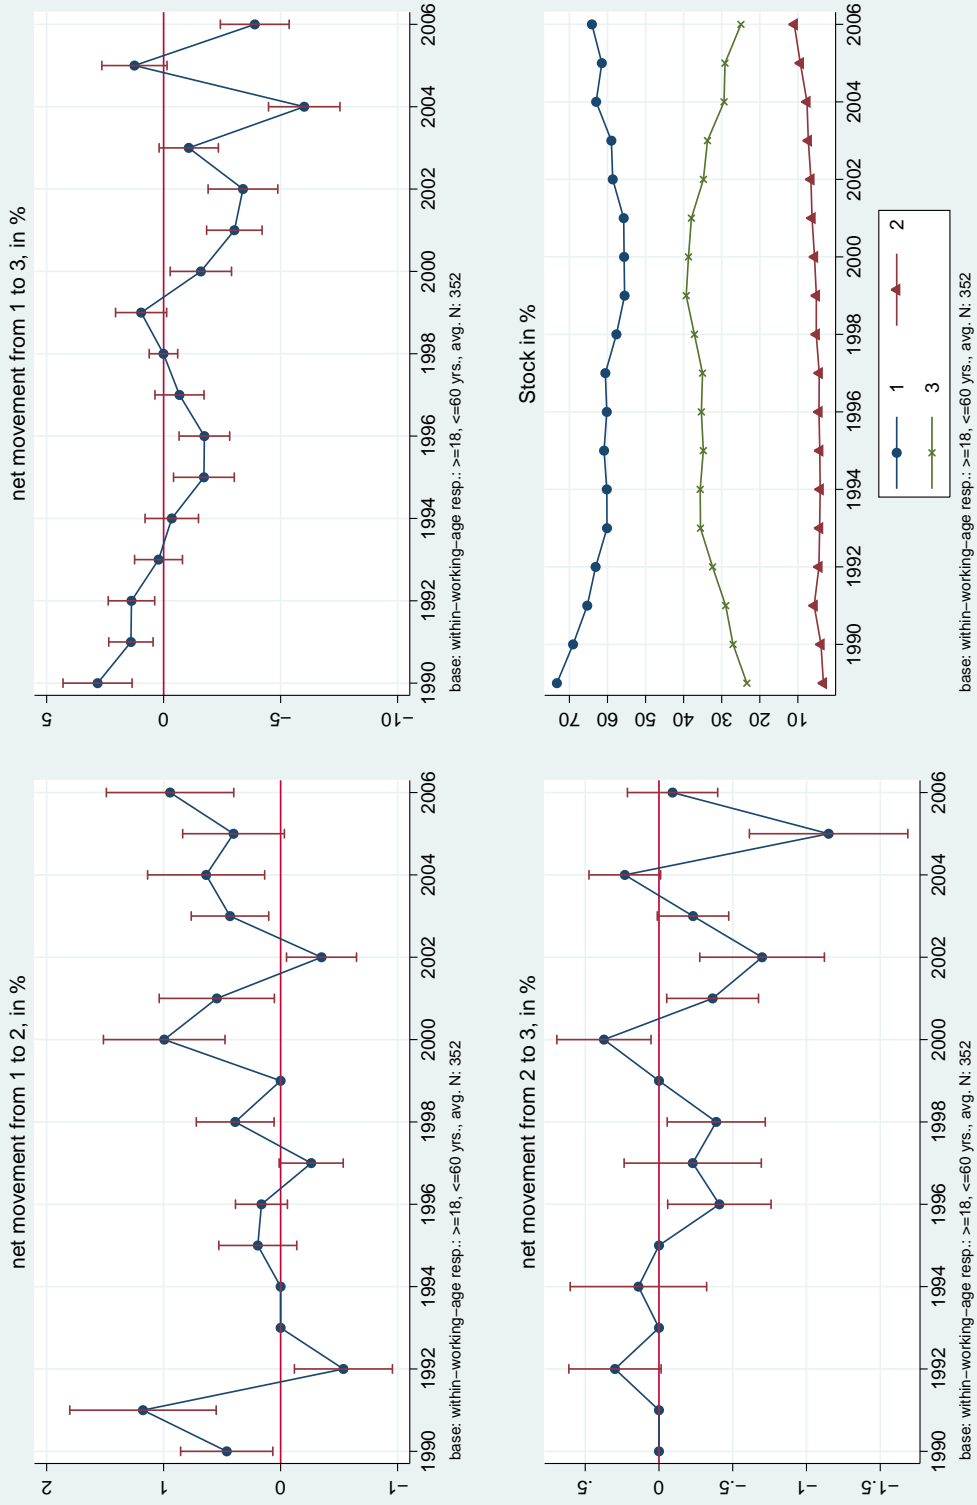 net movement from 1 to 2, in %
2
1
0
−1
1990 1992 1994 1996 1998 2000 2002 2004 2006
base: within−working−age resp.: >=18, <=60 yrs., avg. N: 352
net movement from 1 to 3, in %
5
0
−5
−10
1990 1992 1994 1996 1998 2000 2002 2004 2006
base: within−working−age resp.: >=18, <=60 yrs., avg. N: 352
net movement from 2 to 3, in %
.5
0
−.5
−1
−1.5
1990 1992 1994 1996 1998 2000 2002 2004 2006
base: within−working−age resp.: >=18, <=60 yrs., avg. N: 352
Stock in %
70
60
50
40
30
20
10
1990 1992 1994 1996 1998 2000 2002 2004 2006
1 2
3
base: within−working−age resp.: >=18, <=60 yrs., avg. N: 352